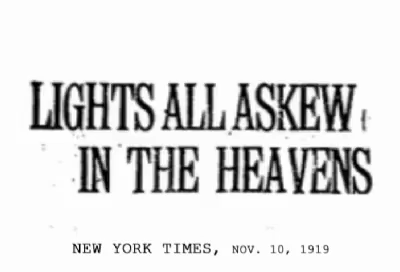 LIGHTS ALL ASKEW
IN THE HEAVENS
NEW YORK TIMES, NOV. 10, 1919